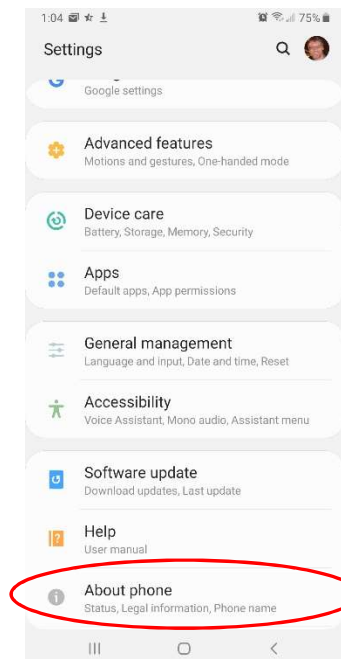 1:04 75%
Settings
Google settings
Advanced features
Motions and gestures, One-handed mode
Device care
Battery, Storage, Memory, Security
Apps
Default apps, App permissions
General management
Language and input, Date and time, Reset
Accessibility
Voice Assistant, Mono audio, Assistant menu
Software update
Download updates, Last update
Help
User manual
About phone
Status, Legal information, Phone name